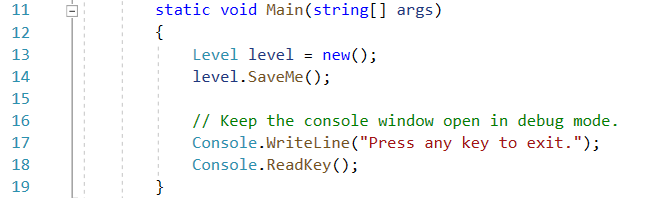 11 static void Main(string[] args)
12 {
13 Level level = new();
14 level.SaveMe();
15
16 // Keep the console window open in debug mode.
17 Console.WriteLine("Press any key to exit.");
18 Console.ReadKey();
19 }